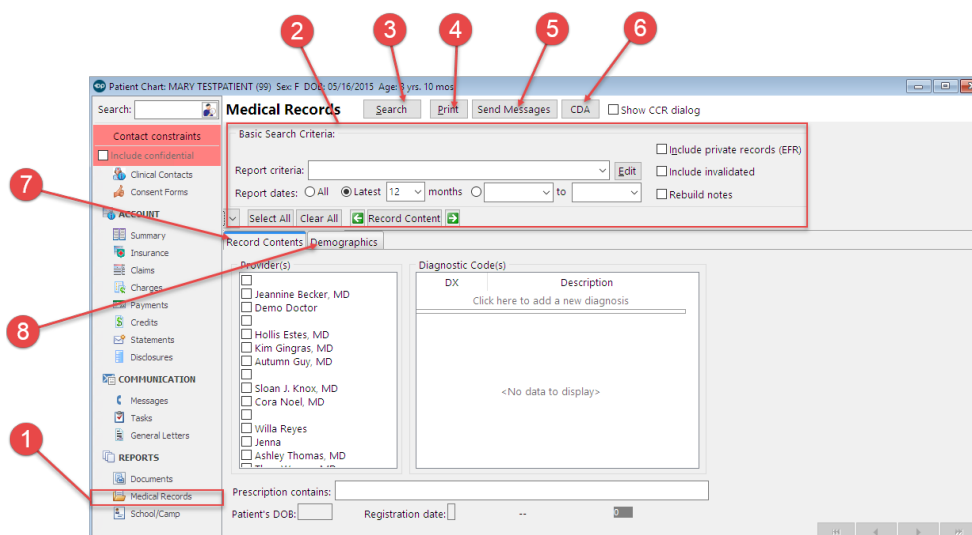 2 3 4 5 6
Patient Chart: MARY TESTPATIENT (99) Sex: F DOB: 05/16/2015 Age: 8 yrs. 10 mos
Search: Medical Records Search Print Send Messages CDA Show CCR dialog
Contact constraints
Include confidential
Clinical Contacts
Consent Forms
ACCOUNT
Summary
Insurance
Claims
Charges
Payments
Credits
Statements
Disclosures
COMMUNICATION
Messages
Tasks
General Letters
REPORTS
Documents
Medical Records
School/Camp
7
8
1
Basic Search Criteria:
Include private records (EFR)
Report criteria: Edit Include invalidated
Report dates: All Latest 12 months to Rebuild notes
Select All Clear All Record Content
Record Contents Demographics
Provider(s)
Jeannine Becker, MD
Demo Doctor
Hollis Estes, MD
Kim Gingras, MD
Autumn Guy, MD
Sloan J. Knox, MD
Cora Noel, MD
Willa Reyes
Jenna
Ashley Thomas, MD
Diagnostic Code(s)
DX Description
Click here to add a new diagnosis
<No data to display>
Prescription contains:
Patient's DOB: Registration date: -- 0